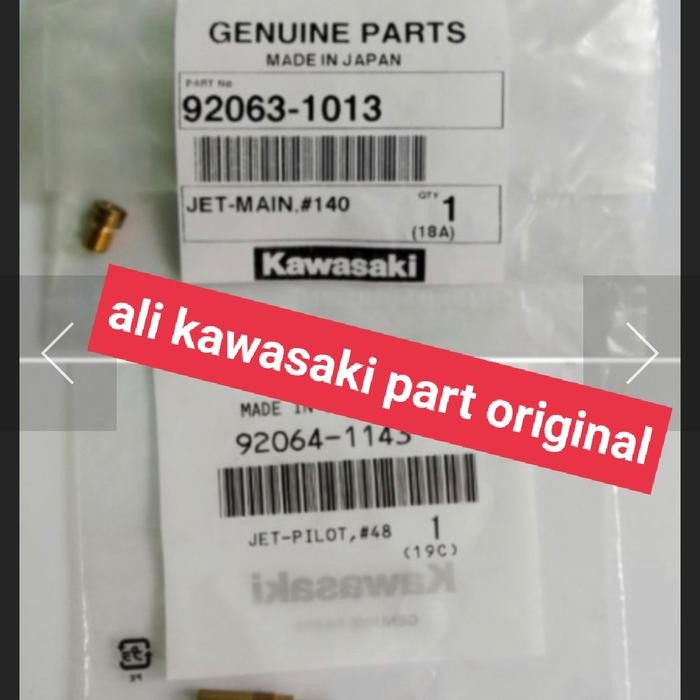 GENUINE PARTS
MADE IN JAPAN
PART No
92063-1013
JET-MAIN,#140
QTY 1
(18A)
Kawasaki
ali kawasaki part original
MADE IN
92064-1143
JET-PILOT,#48 1
(19C)
Kawasaki
PE